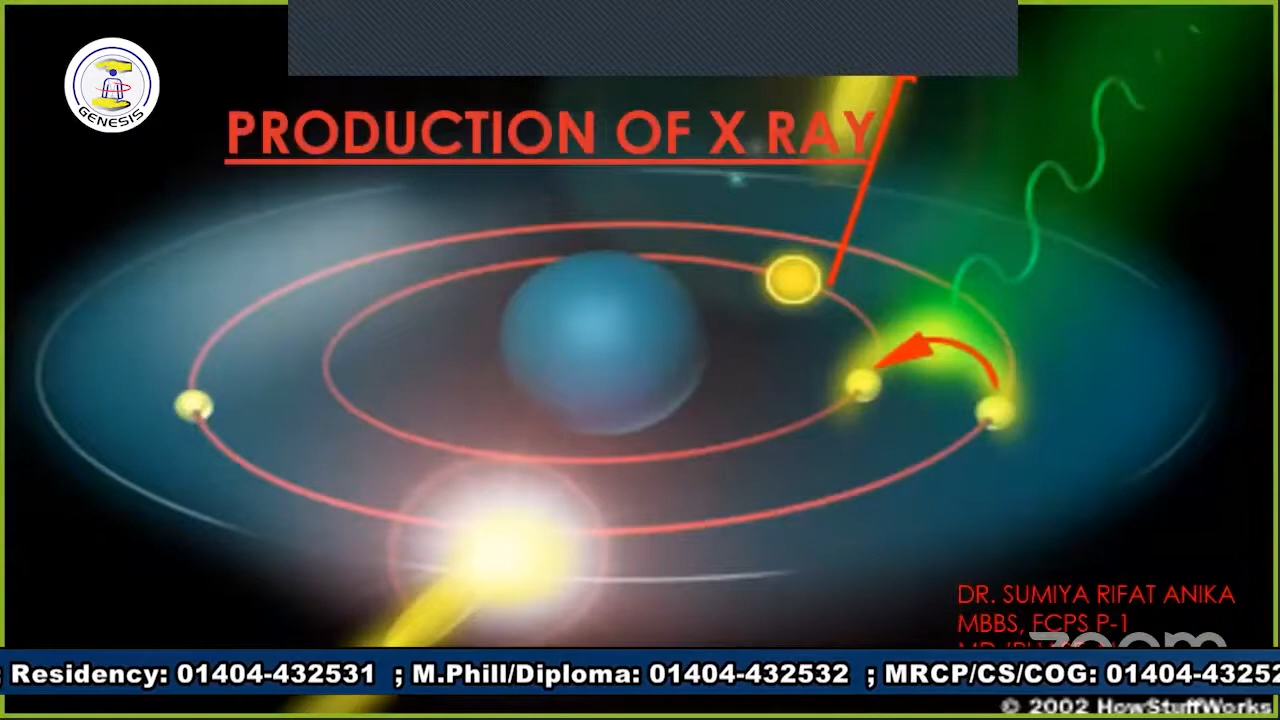 GENESIS
PRODUCTION OF X RAY
DR. SUMIYA RIFAT ANIKA
MBBS, FCPS P-1
zoom
; Residency: 01404-432531 ; M.Phill/Diploma: 01404-432532 ; MRCP/CS/COG: 01404-43252
© 2002 HowStuffWorks